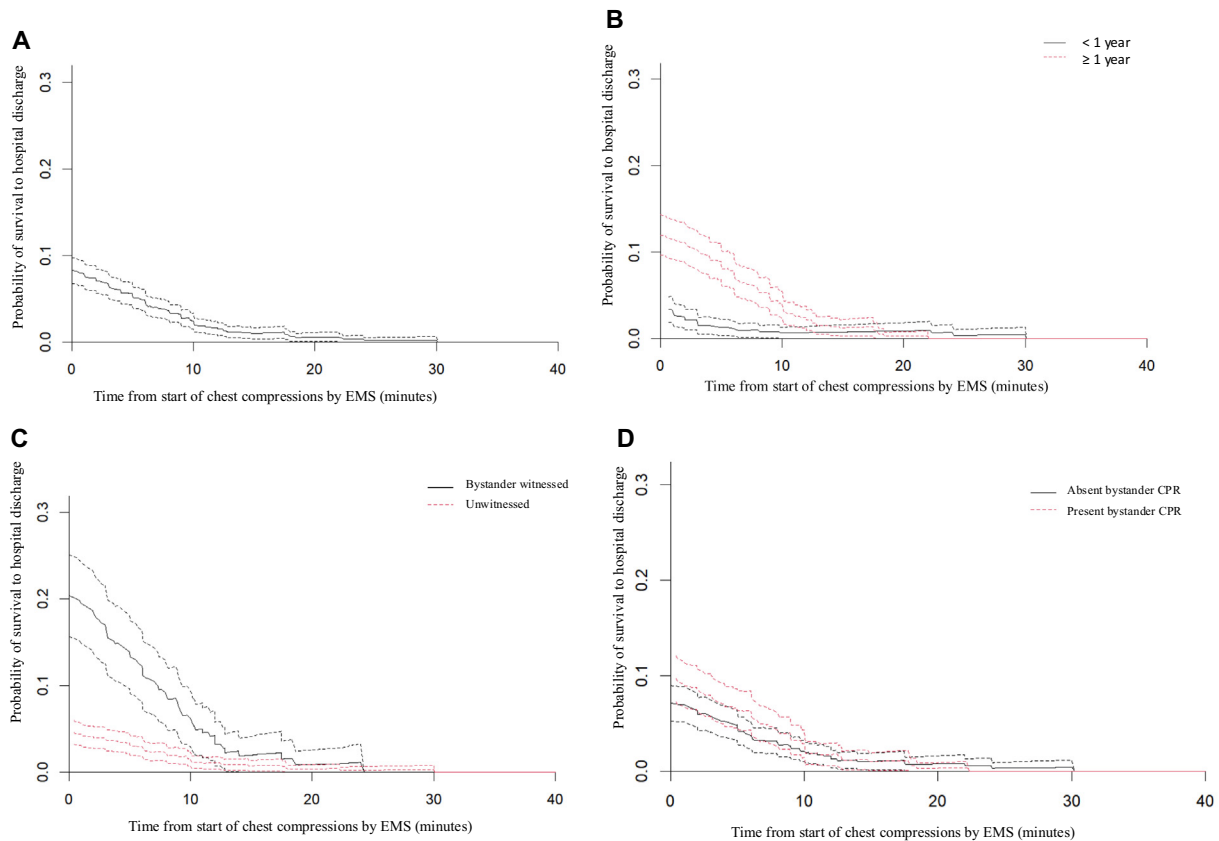 A
Probability of survival to hospital discharge
0.3
0.2
0.1
0.0
0
10
20
30
40
Time from start of chest compressions by EMS (minutes)
B
< 1 year
≥ 1 year
Probability of survival to hospital discharge
0.3
0.2
0.1
0.0
0
10
20
30
40
Time from start of chest compressions by EMS (minutes)
C
Bystander witnessed
Unwitnessed
Probability of survival to hospital discharge
0.3
0.2
0.1
0.0
0
10
20
30
40
Time from start of chest compressions by EMS (minutes)
D
Absent bystander CPR
Present bystander CPR
Probability of survival to hospital discharge
0.3
0.2
0.1
0.0
0
10
20
30
40
Time from start of chest compressions by EMS (minutes)